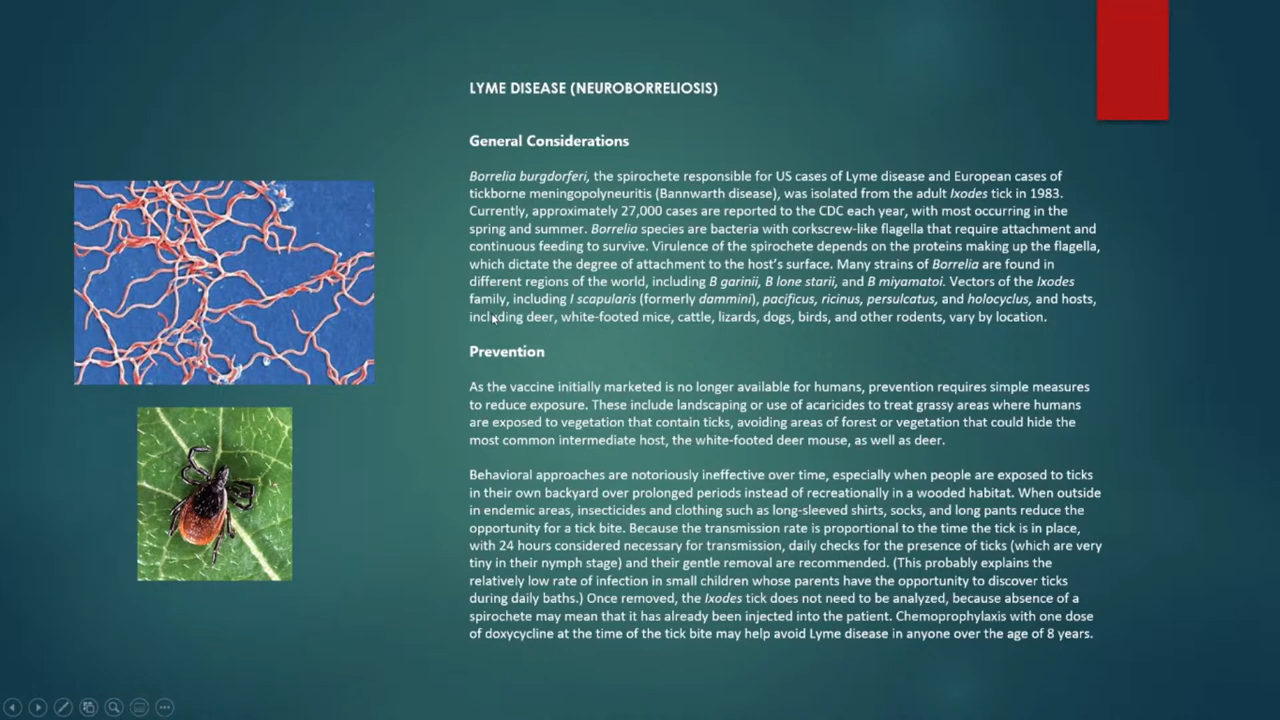 LYME DISEASE (NEUROBORRELIOSIS)
General Considerations
Borrelia burgdorferi, the spirochete responsible for US cases of Lyme disease and European cases of
tickborne meningopolyneuritis (Bannwarth disease), was isolated from the adult Ixodes tick in 1983.
Currently, approximately 27,000 cases are reported to the CDC each year, with most occurring in the
spring and summer. Borrelia species are bacteria with corkscrew-like flagella that require attachment and
continuous feeding to survive. Virulence of the spirochete depends on the proteins making up the flagella,
which dictate the degree of attachment to the host's surface. Many strains of Borrelia are found in
different regions of the world, including B garinii, B lone starii, and B miyamatoi. Vectors of the Ixodes
family, including I scapularis (formerly dammini), pacificus, ricinus, persulcatus, and holocyclus, and hosts,
including deer, white-footed mice, cattle, lizards, dogs, birds, and other rodents, vary by location.
Prevention
As the vaccine initially marketed is no longer available for humans, prevention requires simple measures
to reduce exposure. These include landscaping or use of acaricides to treat grassy areas where humans
are exposed to vegetation that contain ticks, avoiding areas of forest or vegetation that could hide the
most common intermediate host, the white-footed deer mouse, as well as deer.
Behavioral approaches are notoriously ineffective over time, especially when people are exposed to ticks
in their own backyard over prolonged periods instead of recreationally in a wooded habitat. When outside
in endemic areas, insecticides and clothing such as long-sleeved shirts, socks, and long pants reduce the
opportunity for a tick bite. Because the transmission rate is proportional to the time the tick is in place,
with 24 hours considered necessary for transmission, daily checks for the presence of ticks (which are very
tiny in their nymph stage) and their gentle removal are recommended. (This probably explains the
relatively low rate of infection in small children whose parents have the opportunity to discover ticks
during daily baths.) Once removed, the Ixodes tick does not need to be analyzed, because absence of a
spirochete may mean that it has already been injected into the patient. Chemoprophylaxis with one dose
of doxycycline at the time of the tick bite may help avoid Lyme disease in anyone over the age of 8 years.